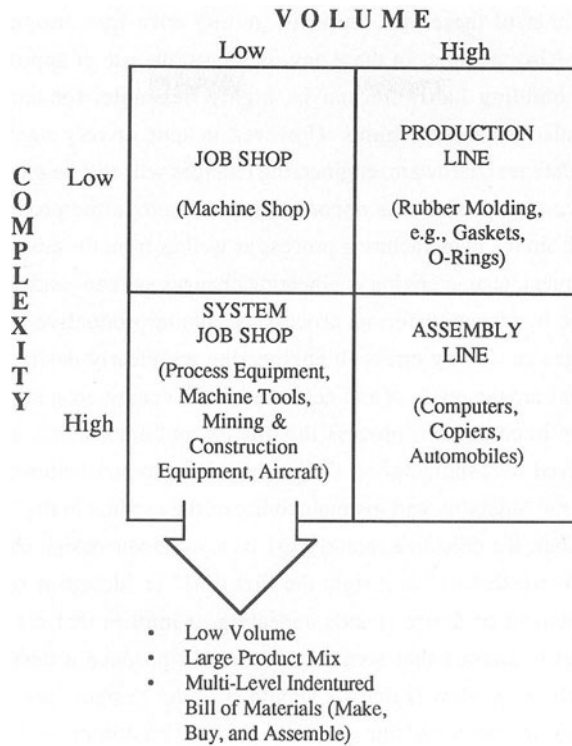 VOLUME
Low High
COMPLEXITY
Low
JOB SHOP
(Machine Shop)
PRODUCTION
LINE
(Rubber Molding,
e.g., Gaskets,
O-Rings)
High
SYSTEM
JOB SHOP
(Process Equipment,
Machine Tools,
Mining &
Construction
Equipment, Aircraft)
ASSEMBLY
LINE
(Computers,
Copiers,
Automobiles)
• Low Volume
• Large Product Mix
• Multi-Level Indentured
Bill of Materials (Make,
Buy, and Assemble)